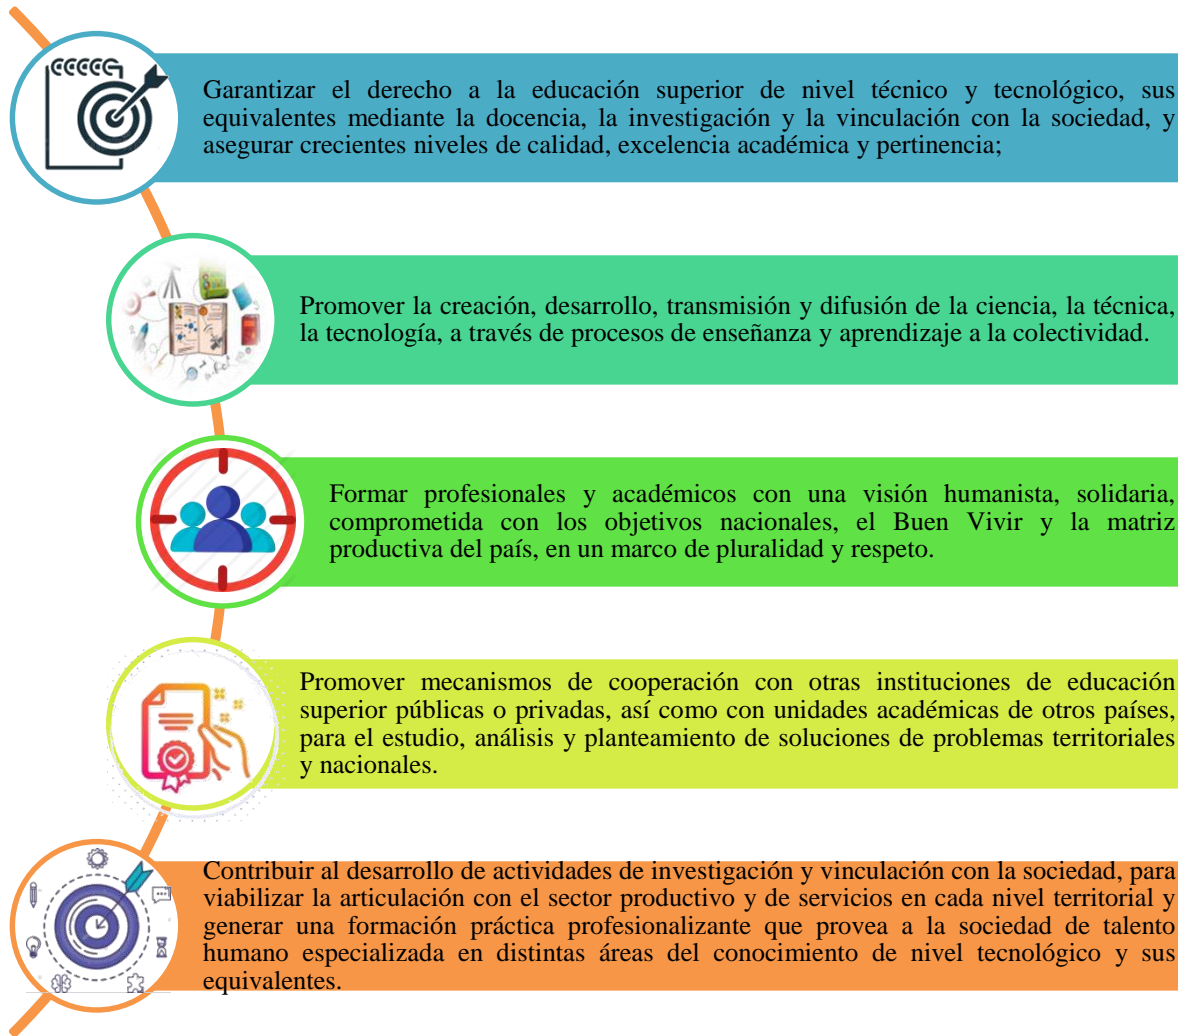 Garantizar el derecho a la educación superior de nivel técnico y tecnológico, sus
equivalentes mediante la docencia, la investigación y la vinculación con la sociedad, y
asegurar crecientes niveles de calidad, excelencia académica y pertinencia;
Promover la creación, desarrollo, transmisión y difusión de la ciencia, la técnica,
la tecnología, a través de procesos de enseñanza y aprendizaje a la colectividad.
Formar profesionales y académicos con una visión humanista, solidaria,
comprometida con los objetivos nacionales, el Buen Vivir y la matriz
productiva del país, en un marco de pluralidad y respeto.
Promover mecanismos de cooperación con otras instituciones de educación
superior públicas o privadas, así como con unidades académicas de otros países,
para el estudio, análisis y planteamiento de soluciones de problemas territoriales
y nacionales.
Contribuir al desarrollo de actividades de investigación y vinculación con la sociedad, para
viabilizar la articulación con el sector productivo y de servicios en cada nivel territorial y
generar una formación práctica profesionalizante que provea a la sociedad de talento
humano especializada en distintas áreas del conocimiento de nivel tecnológico y sus
equivalentes.